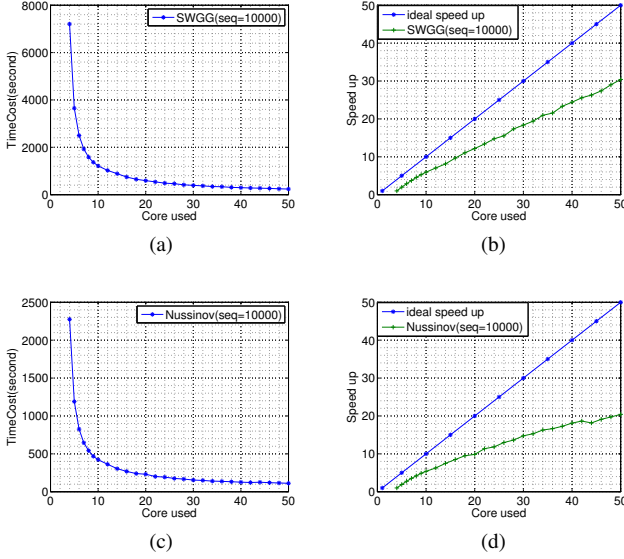 8000
6000
4000
2000
0
TimeCost(second)
SWGG(seq=10000)
0 10 20 30 40 50
Core used
(a)
50
40
30
20
10
0
Speed up
ideal speed up
SWGG(seq=10000)
0 10 20 30 40 50
Core used
(b)
2500
2000
1500
1000
500
0
TimeCost(second)
Nussinov(seq=10000)
0 10 20 30 40 50
Core used
(c)
50
40
30
20
10
0
Speed up
ideal speed up
Nussinov(seq=10000)
0 10 20 30 40 50
Core used
(d)